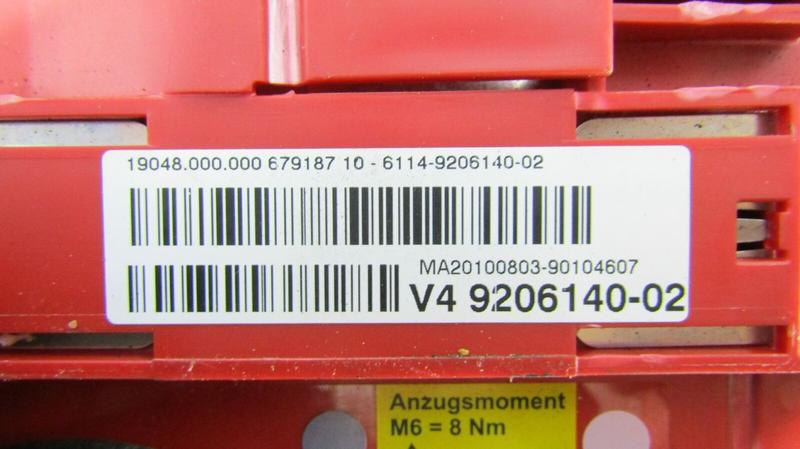 19048.000.000 679187 10 - 6114-9206140-02
MA20100803-90104607
V4 9206140-02
Anzugsmoment
M6 = 8 Nm